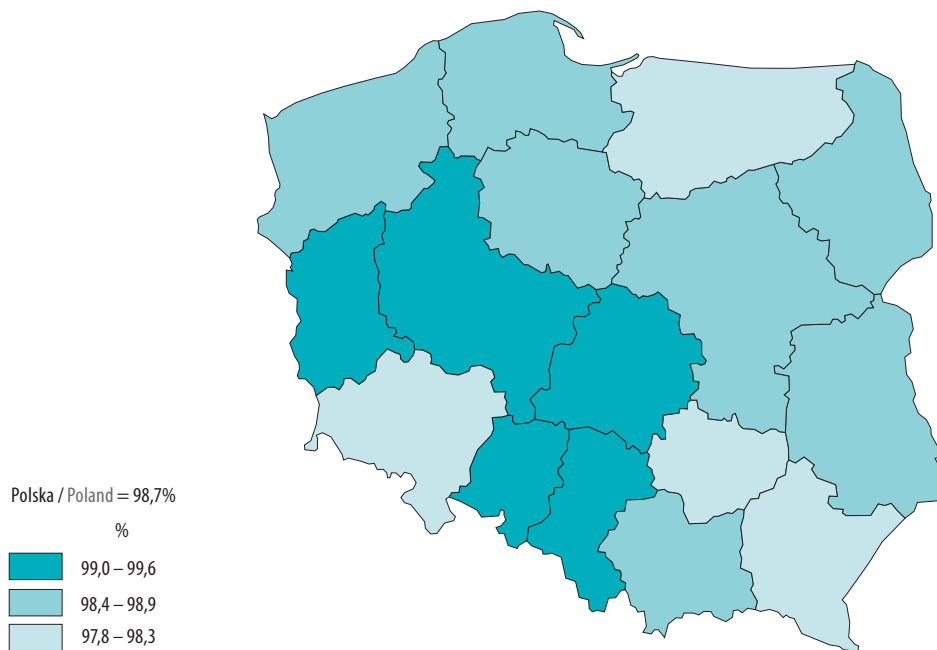 Polska / Poland = 98,7%
%
99,0 – 99,6
98,4 – 98,9
97,8 – 98,3